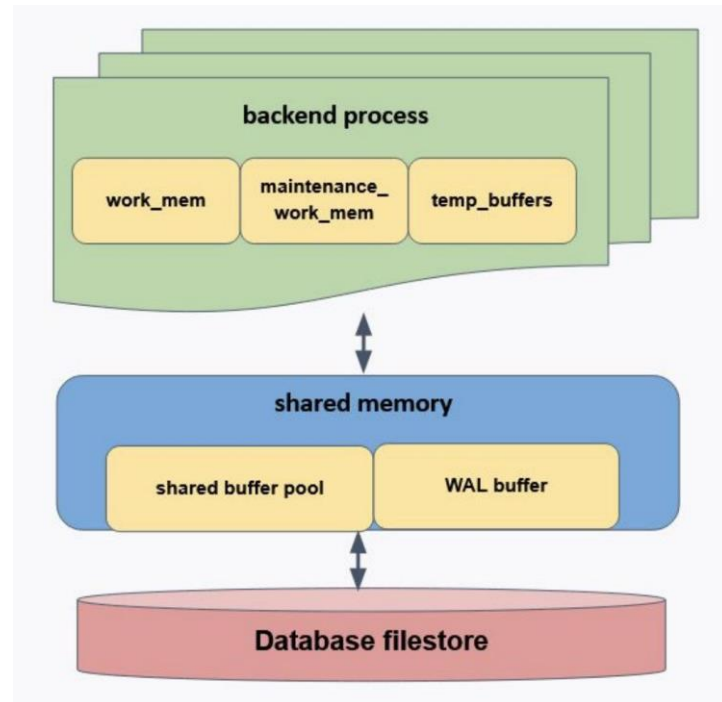 backend process
work_mem
maintenance_
work_mem
temp_buffers
shared memory
shared buffer pool
WAL buffer
Database filestore